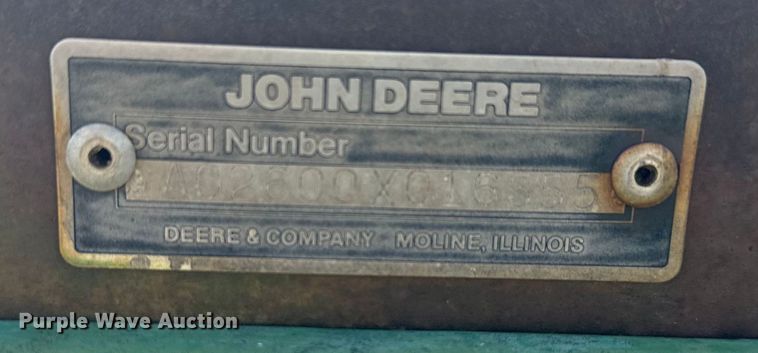 JOHN DEERE
Serial Number
DEERE & COMPANY MOLINE, ILLINOIS
Purple Wave Auction